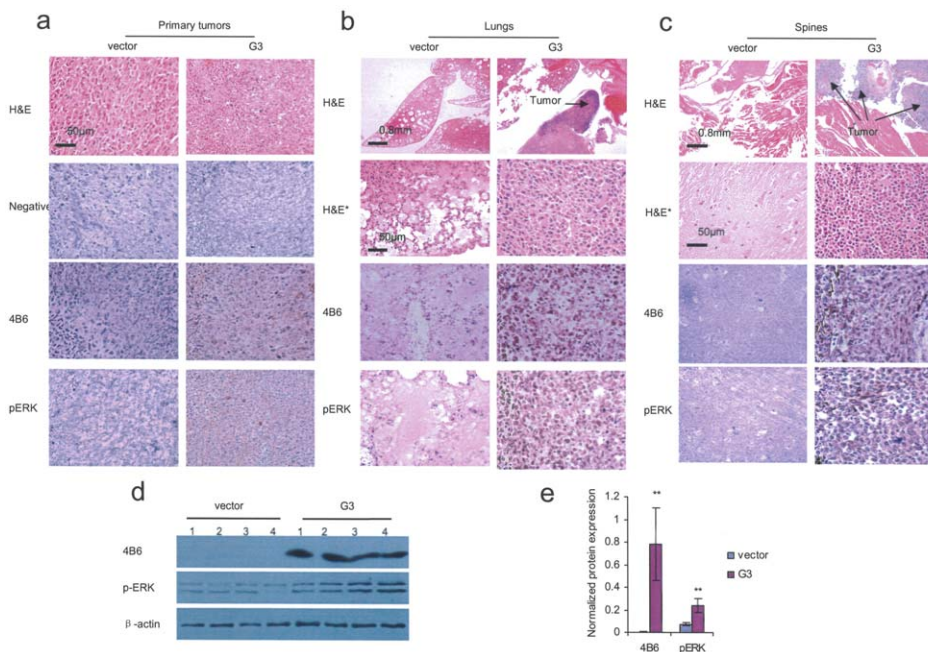 a
Primary tumors
vector G3
H&E
50μm
Negative
4B6
pERK
b
Lungs
vector G3
H&E
0.8mm
Tumor
H&E*
50μm
4B6
pERK
c
Spines
vector G3
H&E
0.8mm
Tumor
H&E*
50μm
4B6
pERK
d
vector G3
1 2 3 4 1 2 3 4
4B6
p-ERK
β-actin
e
Normalized protein expression
1.2
1
0.8
0.6
0.4
0.2
0
**
**
4B6 pERK
vector
G3